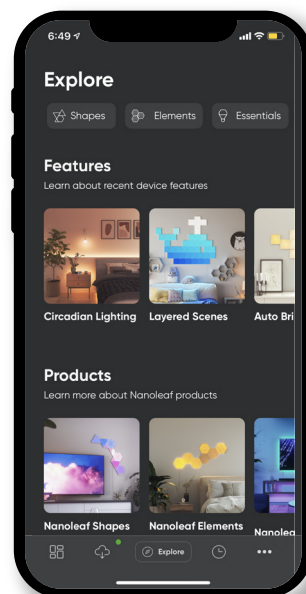 6:49
Explore
Shapes
Elements
Essentials
Features
Learn about recent device features
Circadian Lighting
Layered Scenes
Auto Bri
Products
Learn more about Nanoleaf products
Nanoleaf Shapes
Nanoleaf Elements
Nanolea
Explore